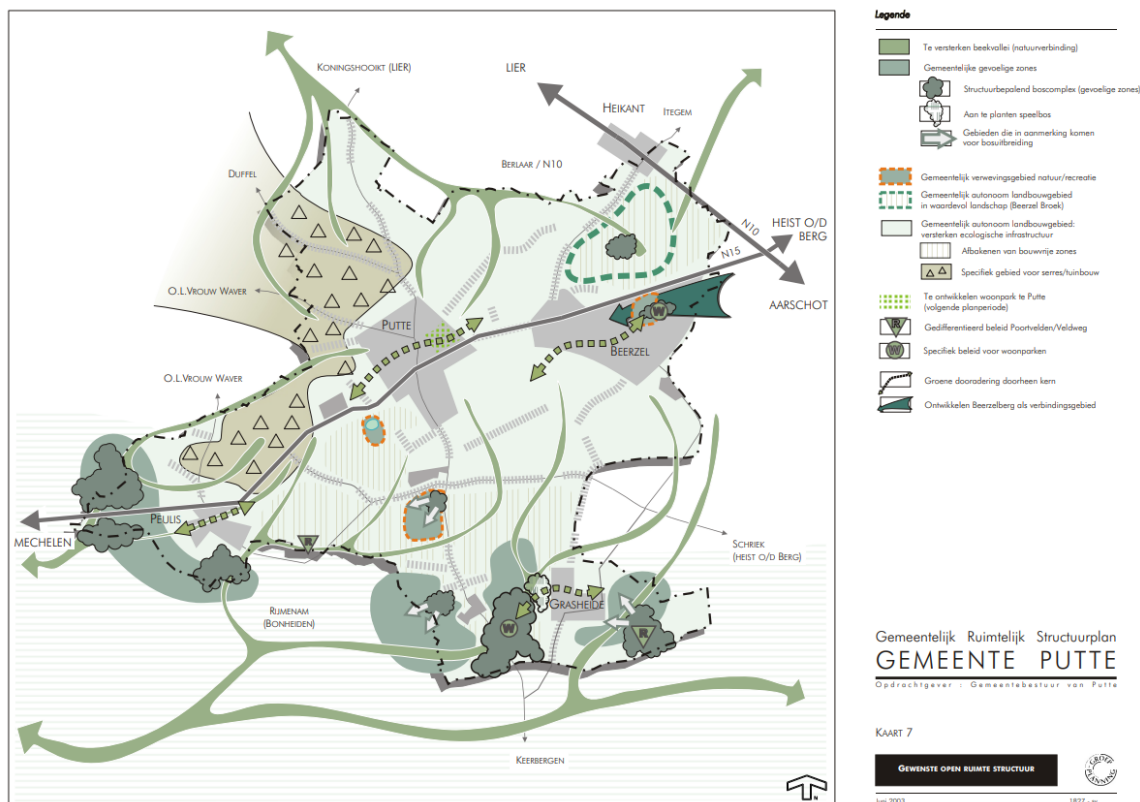 KONINGSHOOIKT (LIER)
LIER
HEIKANT
ITEGEM
BERLAAR / N10
DUFFEL
N10
HEIST O/D
BERG
N15
O.L.VROUW WAVER
AARSCHOT
PUTTE
W
BEERZEL
O.L.VROUW WAVER
PEULIS
MECHELEN
R
SCHRIEK
(HEIST O/D BERG)
RIJMENAM
(BONHEIDEN)
GRASHEIDE
W
R
KEERBERGEN
N
Legende
Te versterken beekvallei (natuurverbinding)
Gemeentelijke gevoelige zones
Structuurbepalend boscomplex (gevoelige zones)
Aan te planten speelbos
Gebieden die in aanmerking komen
voor bosuitbreiding
Gemeentelijk verwevingsgebied natuur/recreatie
Gemeentelijk autonoom landbouwgebied
in waardevol landschap (Beerzel Broek)
Gemeentelijk autonoom landbouwgebied:
versterken ecologische infrastructuur
Afbakenen van bouwvrije zones
Specifiek gebied voor serres/tuinbouw
Te ontwikkelen woonpark te Putte
(volgende planperiode)
R
Gedifferentieerd beleid Poortvelden/Veldweg
W
Specifiek beleid voor woonparken
Groene dooradering doorheen kern
Ontwikkelen Beerzelberg als verbindingsgebied
Gemeentelijk Ruimtelijk Structuurplan
GEMEENTE PUTTE
Opdrachtgever : Gemeentebestuur van Putte
KAART 7
GEWENSTE OPEN RUIMTE STRUCTUUR
GROEP
PLANNING
Juni 2003
1827 -